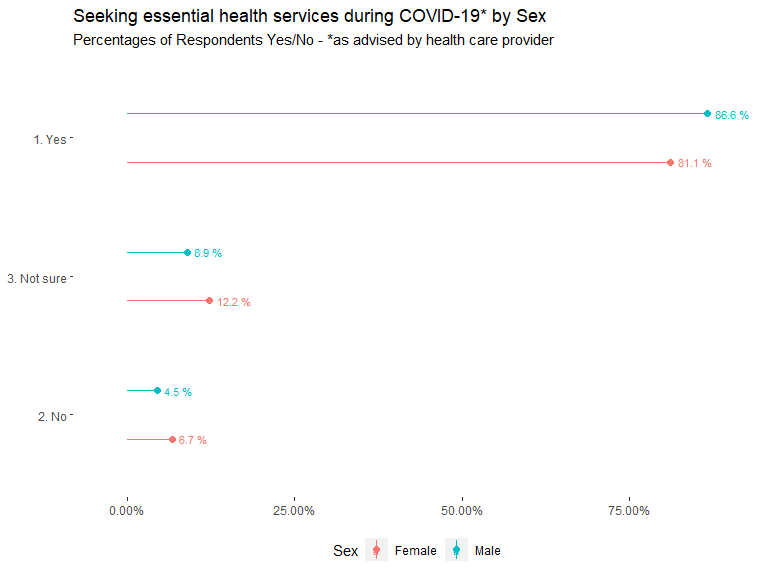 Seeking essential health services during COVID-19* by Sex
Percentages of Respondents Yes/No - *as advised by health care provider
86.6 %
1. Yes
81.1 %
8.9 %
3. Not sure
12.2 %
4.5 %
2. No
6.7 %
0.00% 25.00% 50.00% 75.00%
Sex Female Male